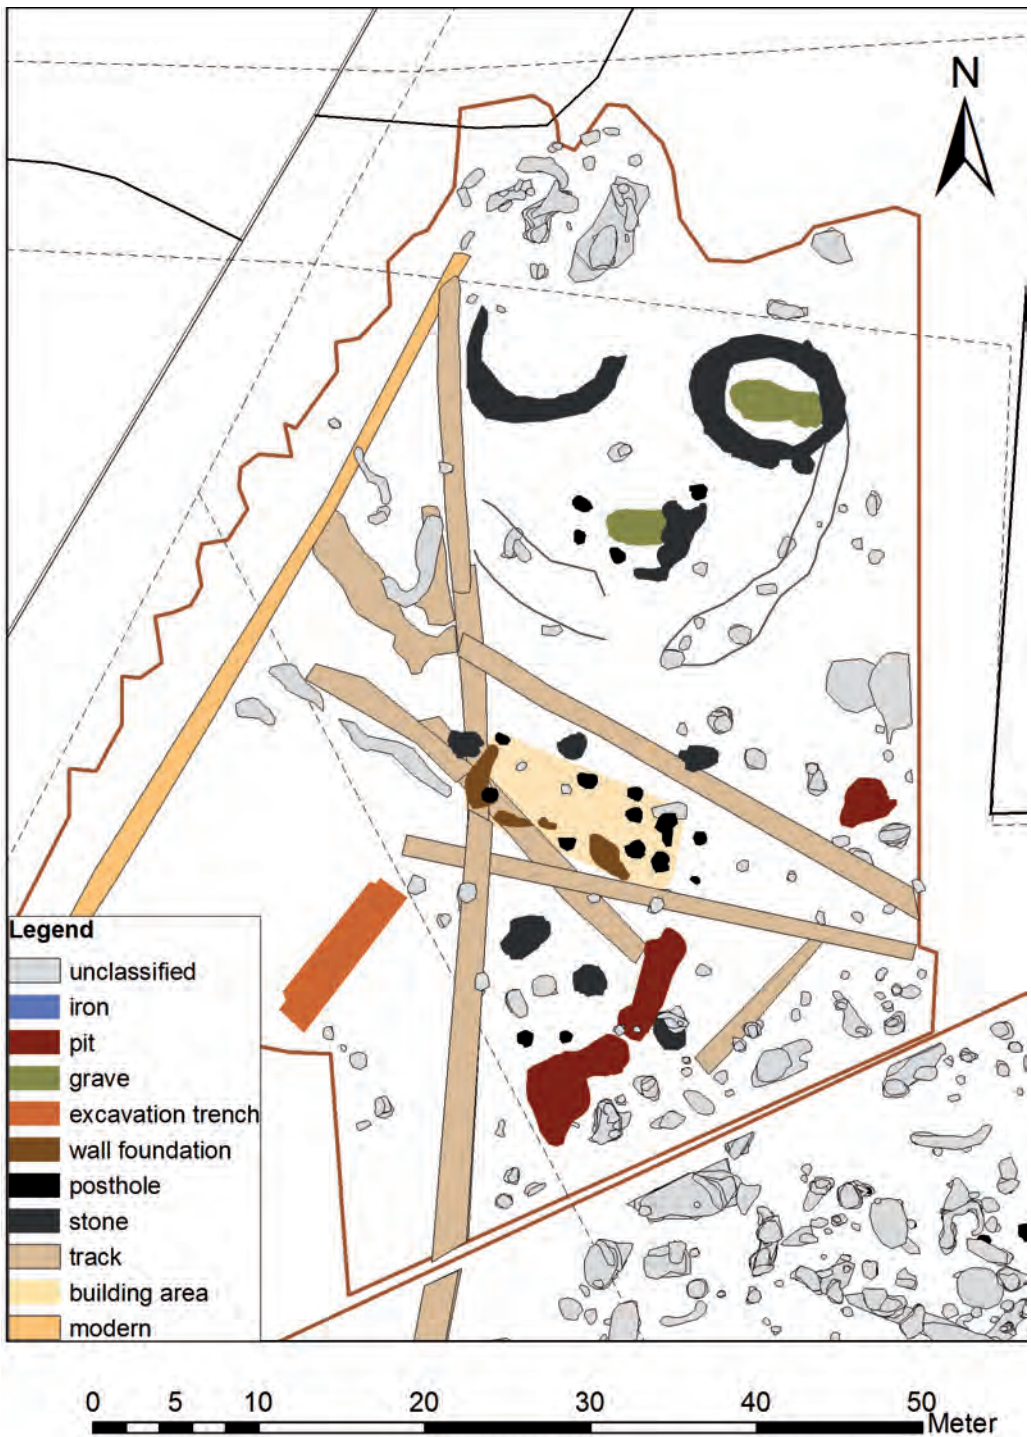 N
Legend
unclassified
iron
pit
grave
excavation trench
wall foundation
posthole
stone
track
building area
modern
0 5 10 20 30 40 50
Meter